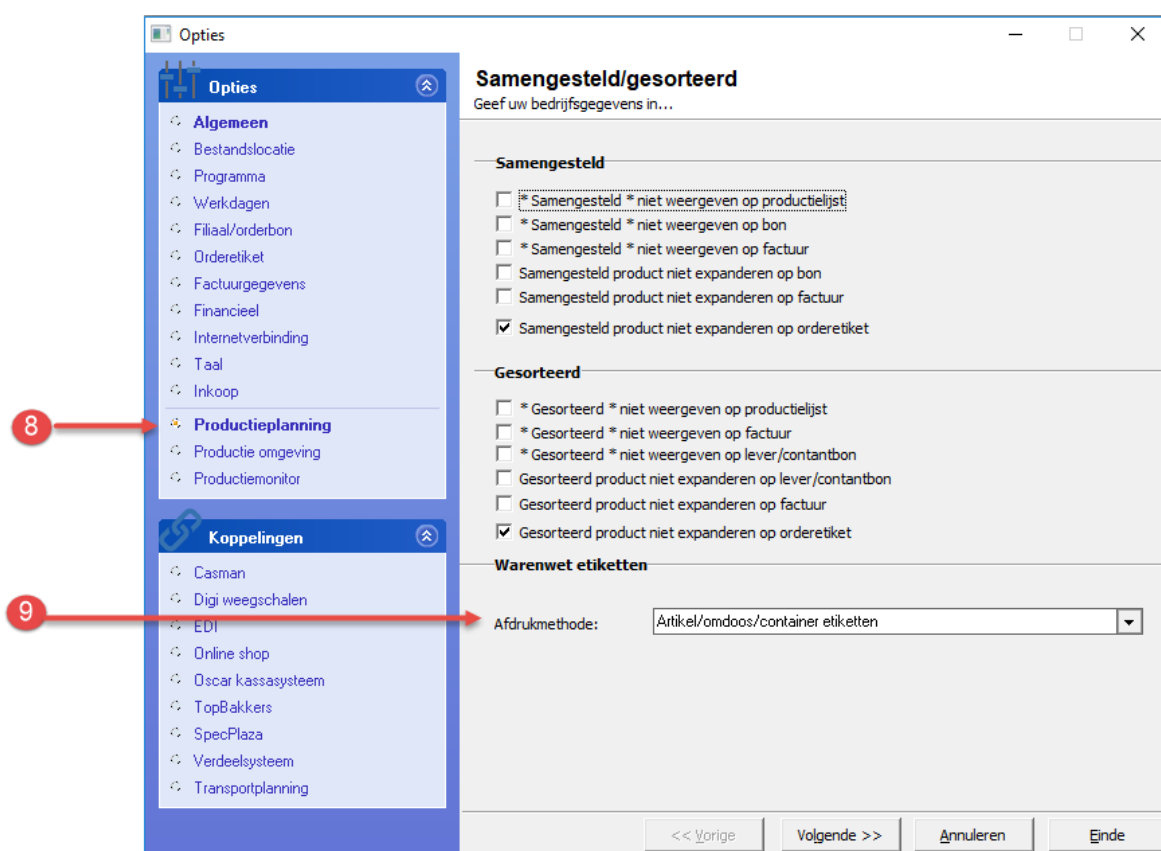 Opties
Opties
Algemeen
Bestandslocatie
Programma
Werkdagen
Filiaal/orderbon
Orderetiket
Factuurgegevens
Financieel
Internetverbinding
Taal
Inkoop
8
Productieplanning
Productie omgeving
Productiemonitor
Koppelingen
Casman
Digi weegschalen
9
EDI
Online shop
Oscar kassasysteem
TopBakkers
SpecPlaza
Verdeelsysteem
Transportplanning
Samengesteld/gesorteerd
Geef uw bedrijfsgegevens in...
Samengesteld
* Samengesteld * niet weergeven op productielijst
* Samengesteld * niet weergeven op bon
* Samengesteld * niet weergeven op factuur
Samengesteld product niet expanderen op bon
Samengesteld product niet expanderen op factuur
Samengesteld product niet expanderen op orderetiket
Gesorteerd
* Gesorteerd * niet weergeven op productielijst
* Gesorteerd * niet weergeven op factuur
* Gesorteerd * niet weergeven op lever/contantbon
Gesorteerd product niet expanderen op lever/contantbon
Gesorteerd product niet expanderen op factuur
Gesorteerd product niet expanderen op orderetiket
Warenwet etiketten
Afdrukmethode: Artikel/omdoos/container etiketten
<< Vorige Volgende >> Annuleren Einde